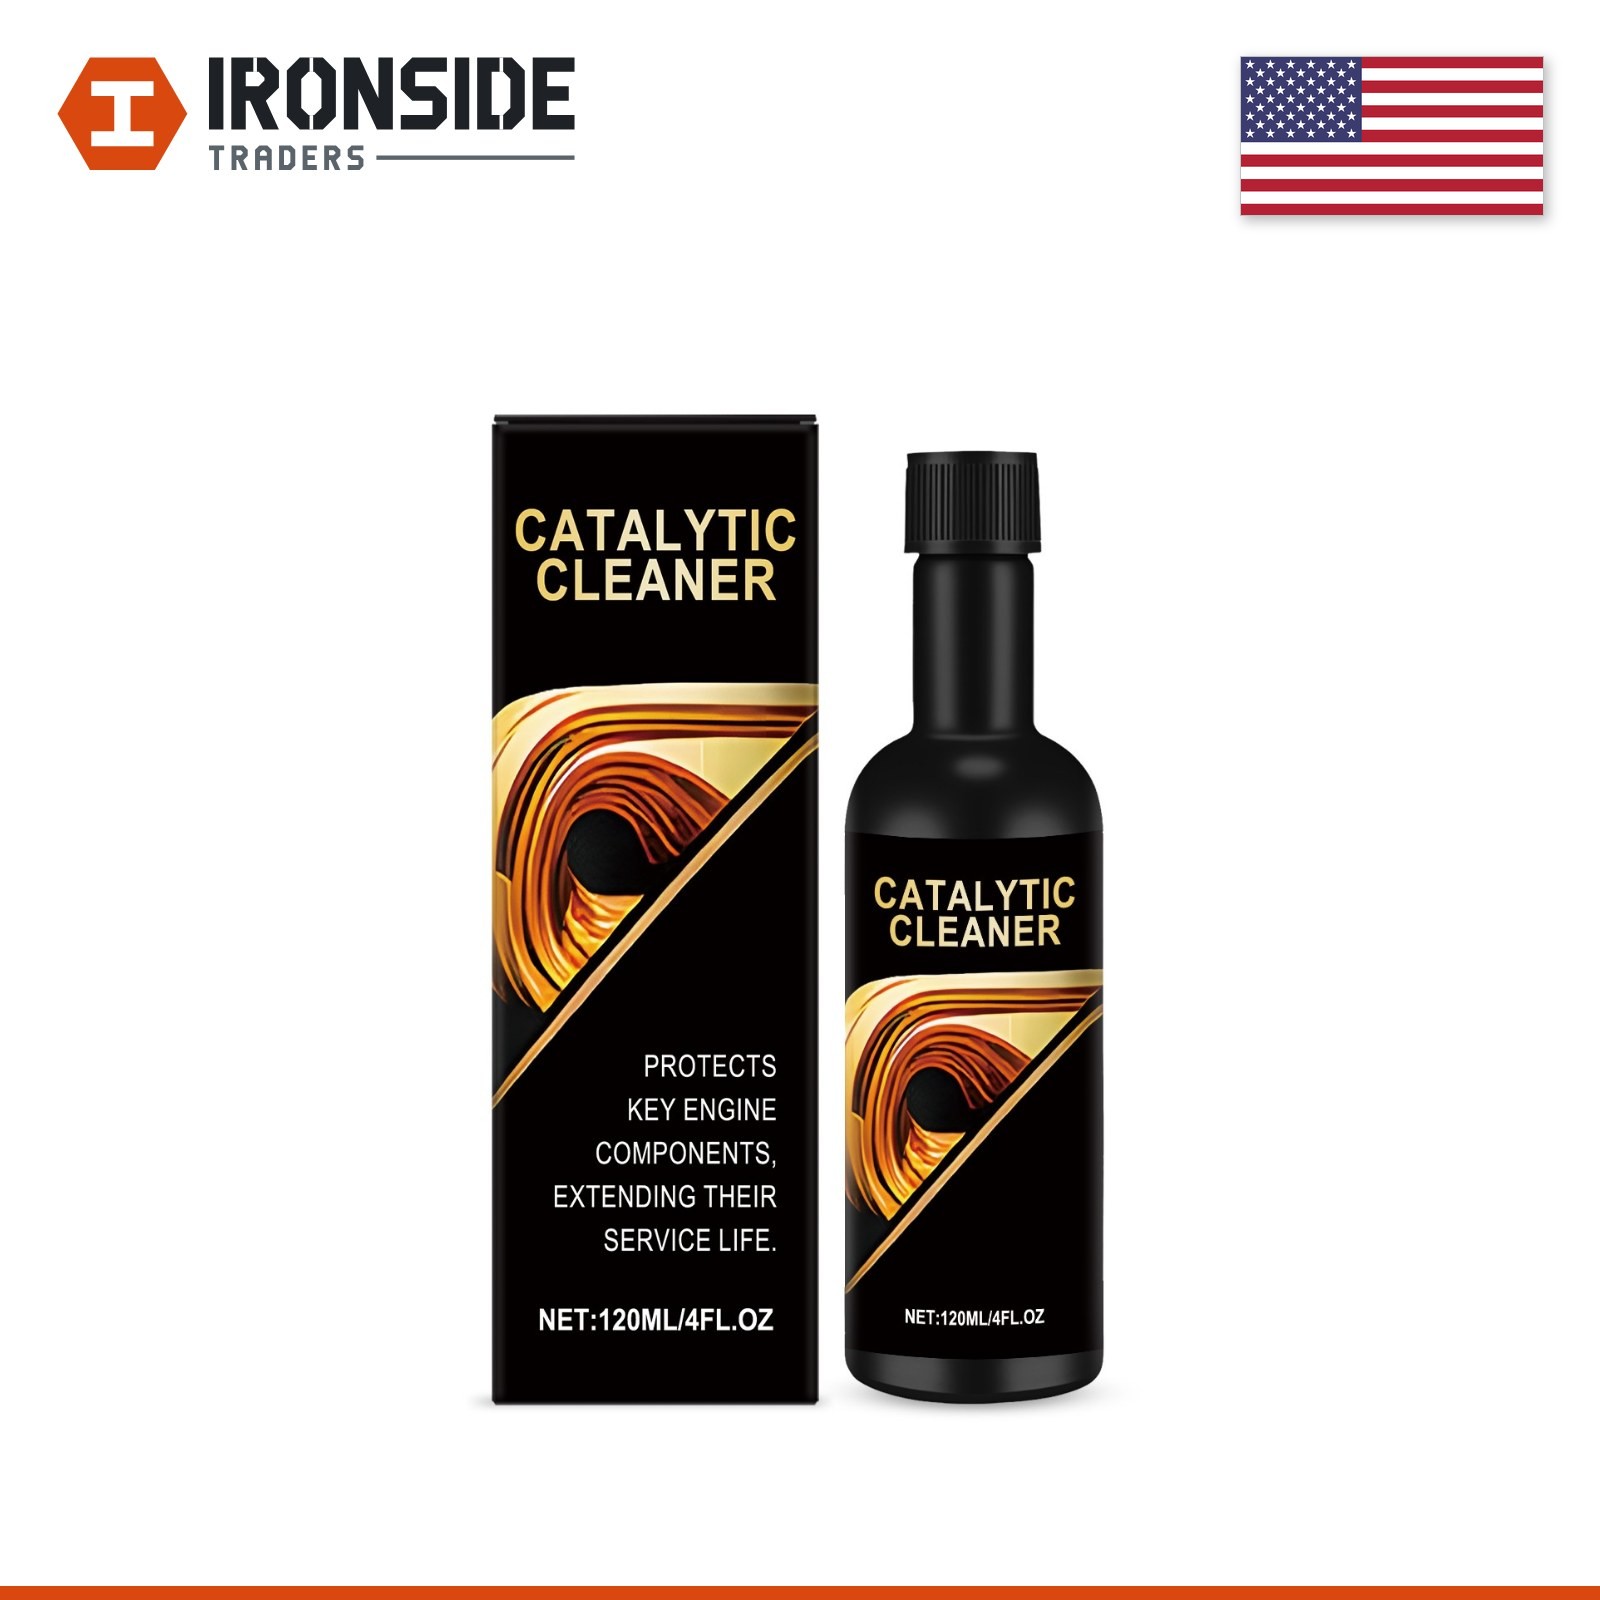 IRONSIDE
TRADERS
CATALYTIC
CLEANER
PROTECTS
KEY ENGINE
COMPONENTS,
EXTENDING THEIR
SERVICE LIFE.
NET:120ML/4FL.OZ
CATALYTIC
CLEANER
NET:120ML/4FL.OZ